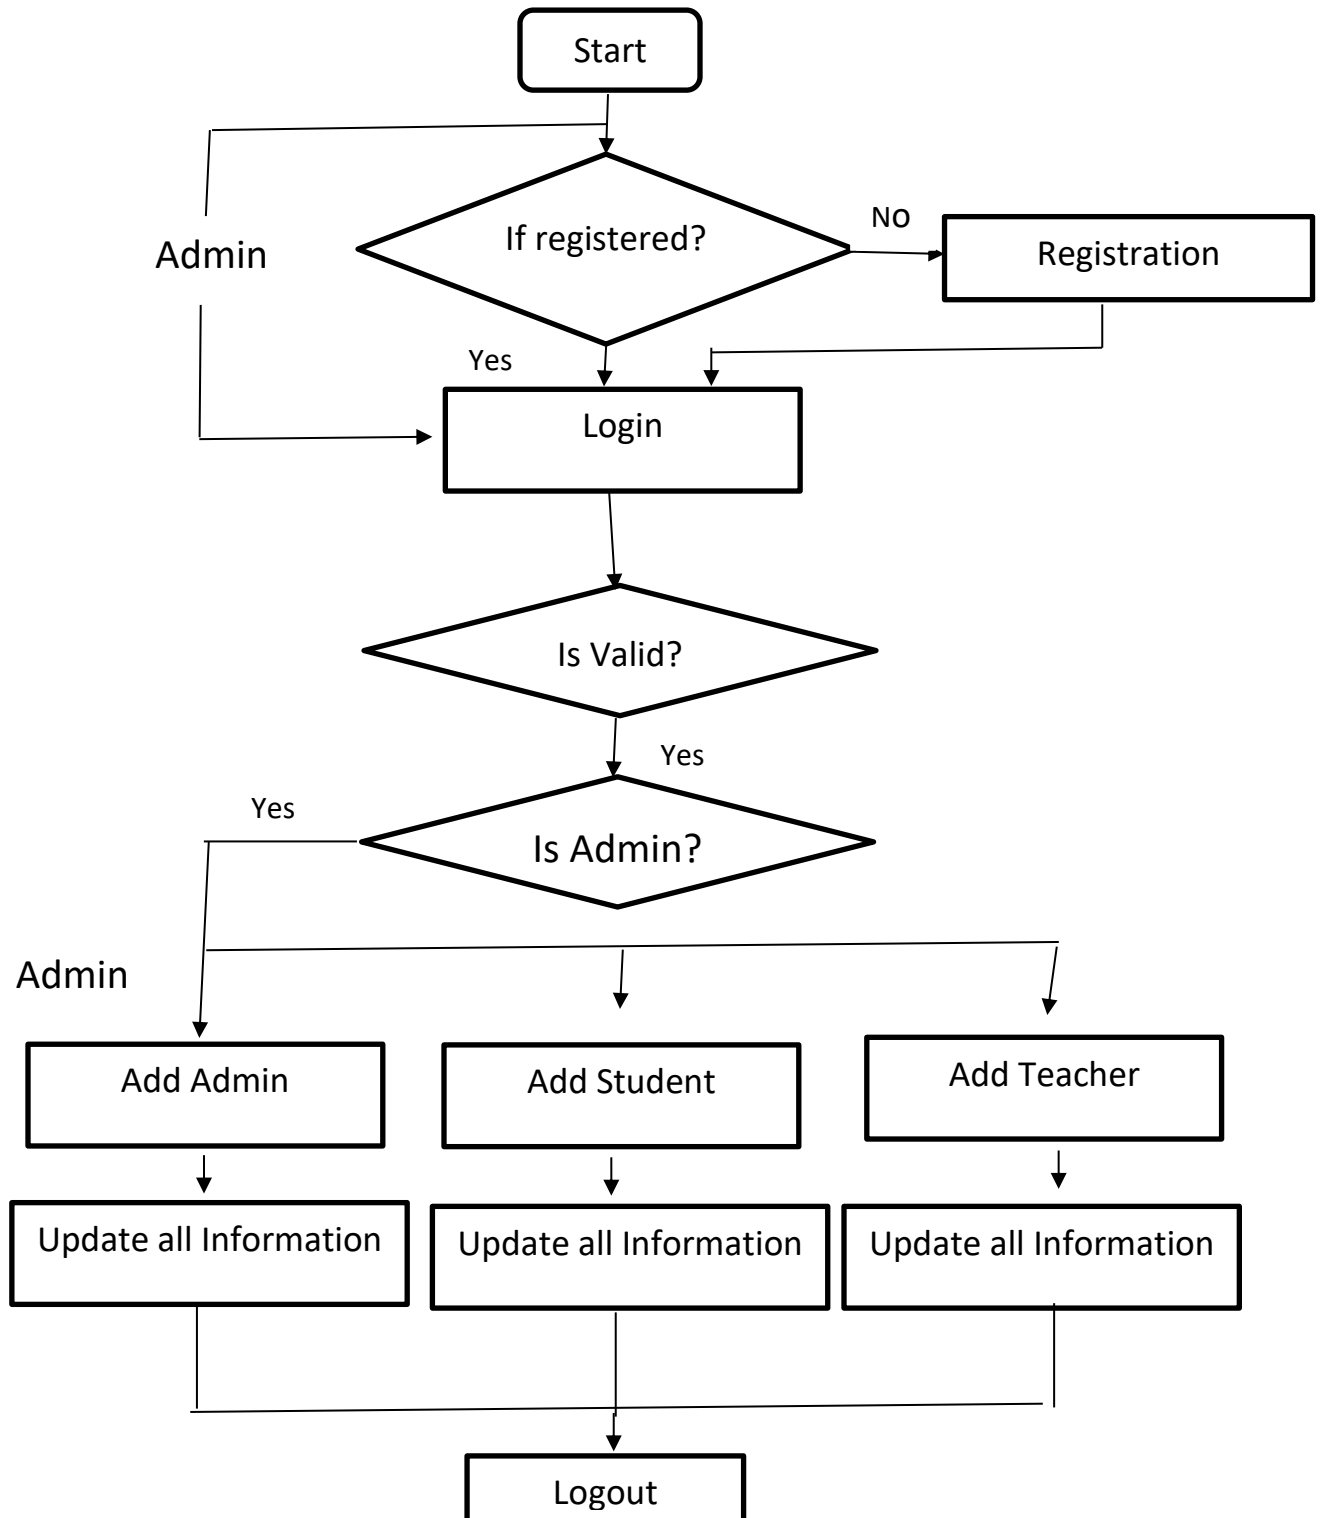 Start
If registered?
No
Admin
Registration
Yes
Login
Is Valid?
Yes
Yes
Is Admin?
Admin
Add Admin
Add Student
Add Teacher
Update all Information
Update all Information
Update all Information
Logout